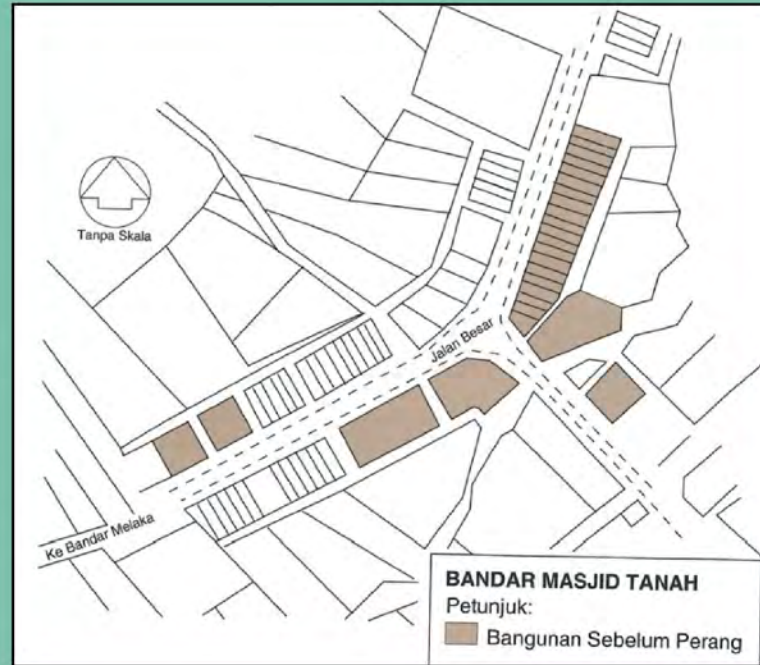 Tanpa Skala
Jalan Besar
Ke Bandar Melaka
BANDAR MASJID TANAH
Petunjuk:
Bangunan Sebelum Perang